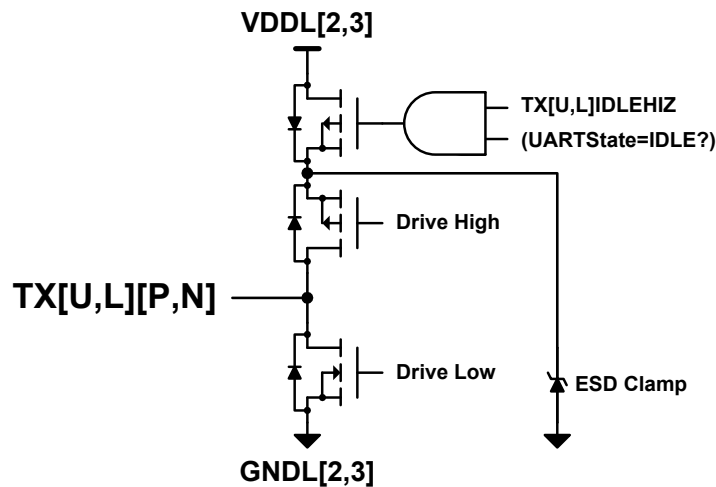 VDDL[2,3]
TX[U,L]IDLEHIZ
(UARTState=IDLE?)
Drive High
TX[U,L][P,N]
Drive Low
ESD Clamp
GNDL[2,3]